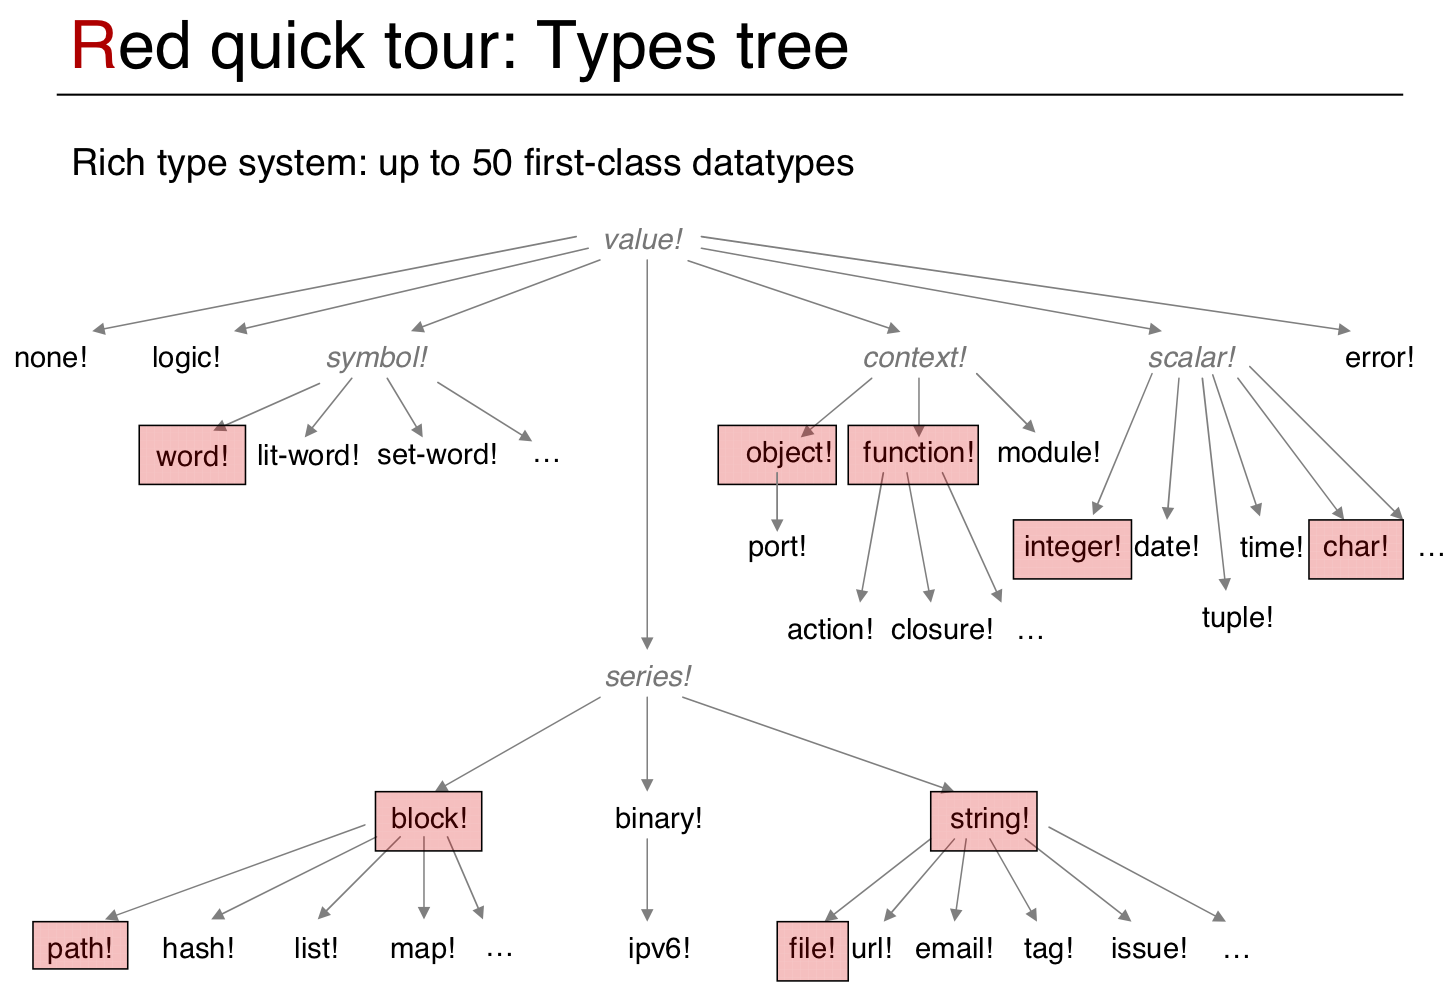 Red quick tour: Types tree
Rich type system: up to 50 first-class datatypes
value!
none! logic! symbol! context! scalar! error!
word! lit-word! set-word! … object! function! module!
port! integer! date! time! char! …
action! closure! … tuple!
series!
block! binary! string!
path! hash! list! map! … ipv6! file! url! email! tag! issue! …